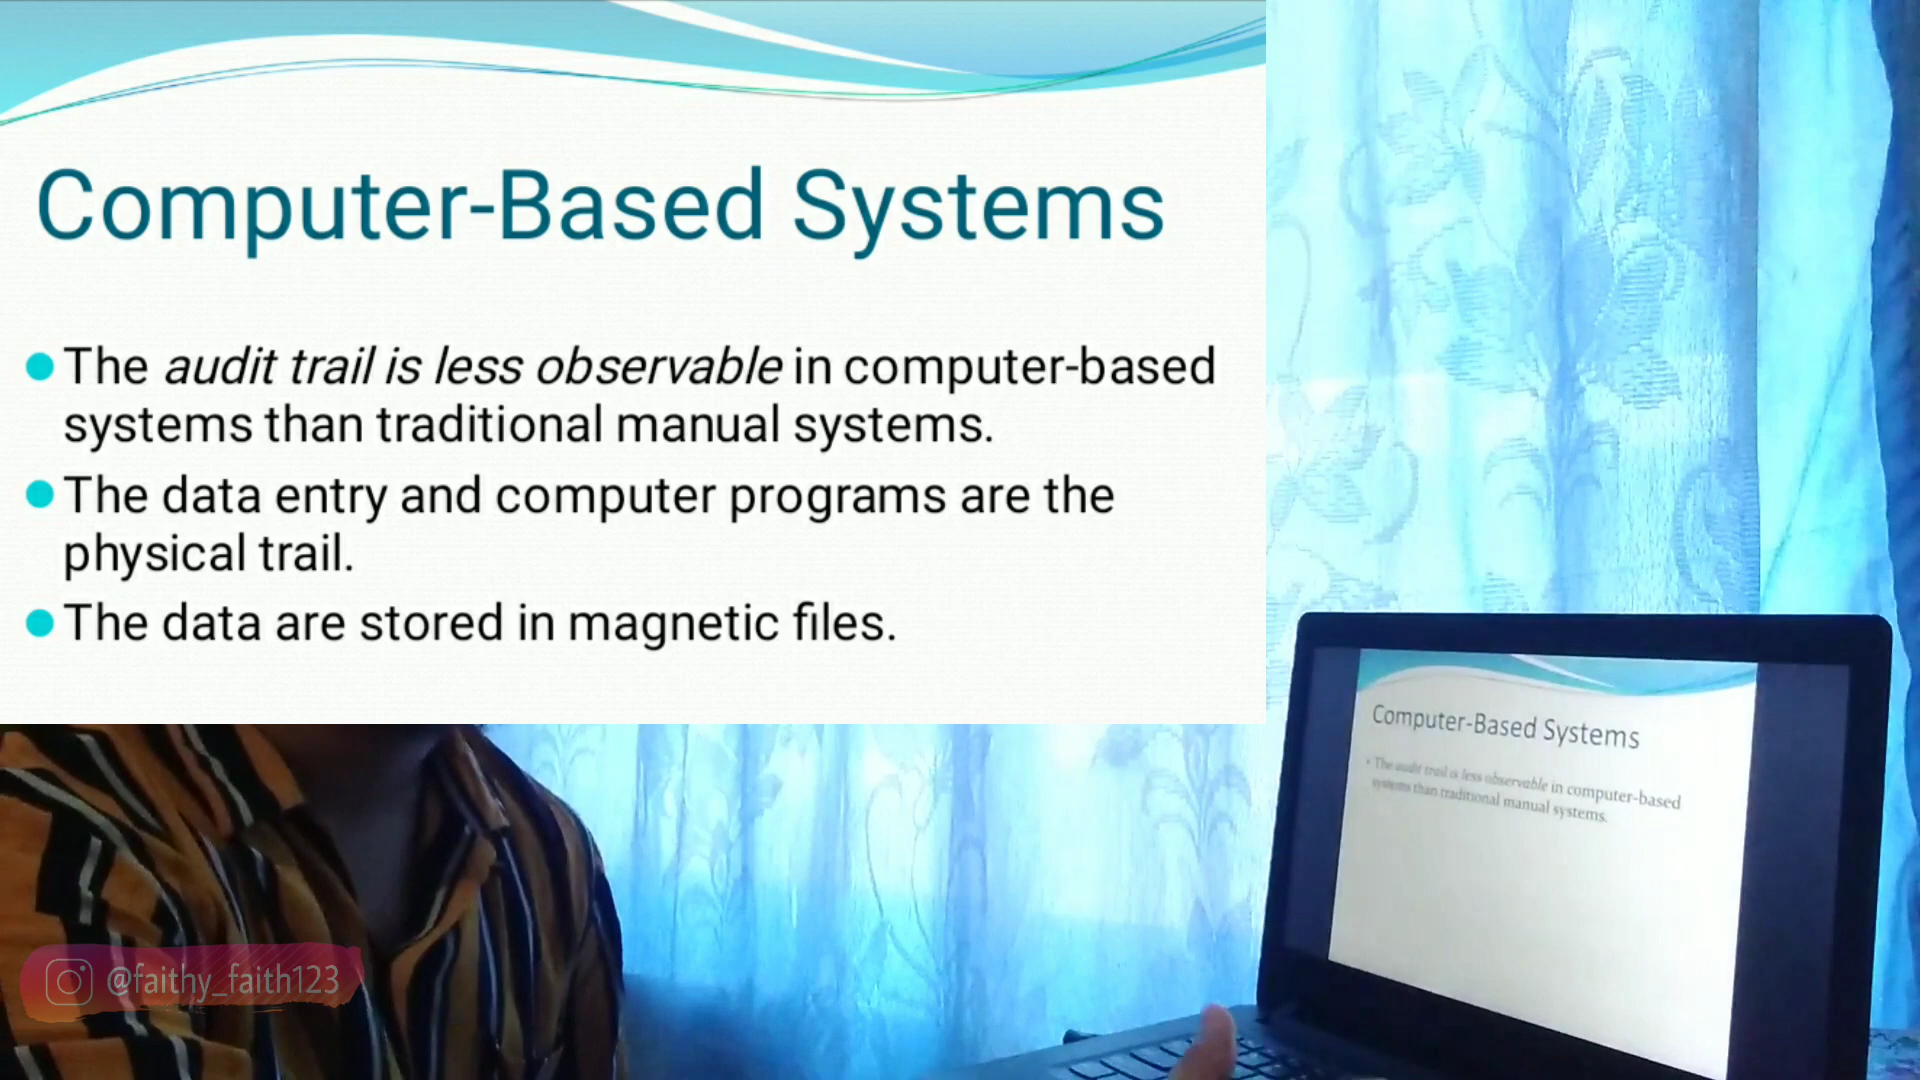 Computer-Based Systems
The audit trail is less observable in computer-based
systems than traditional manual systems.
The data entry and computer programs are the
physical trail.
The data are stored in magnetic files.
Computer-Based Systems
• The audit trail is less observable in computer-based
systems than traditional manual systems.
@faithy_faith123